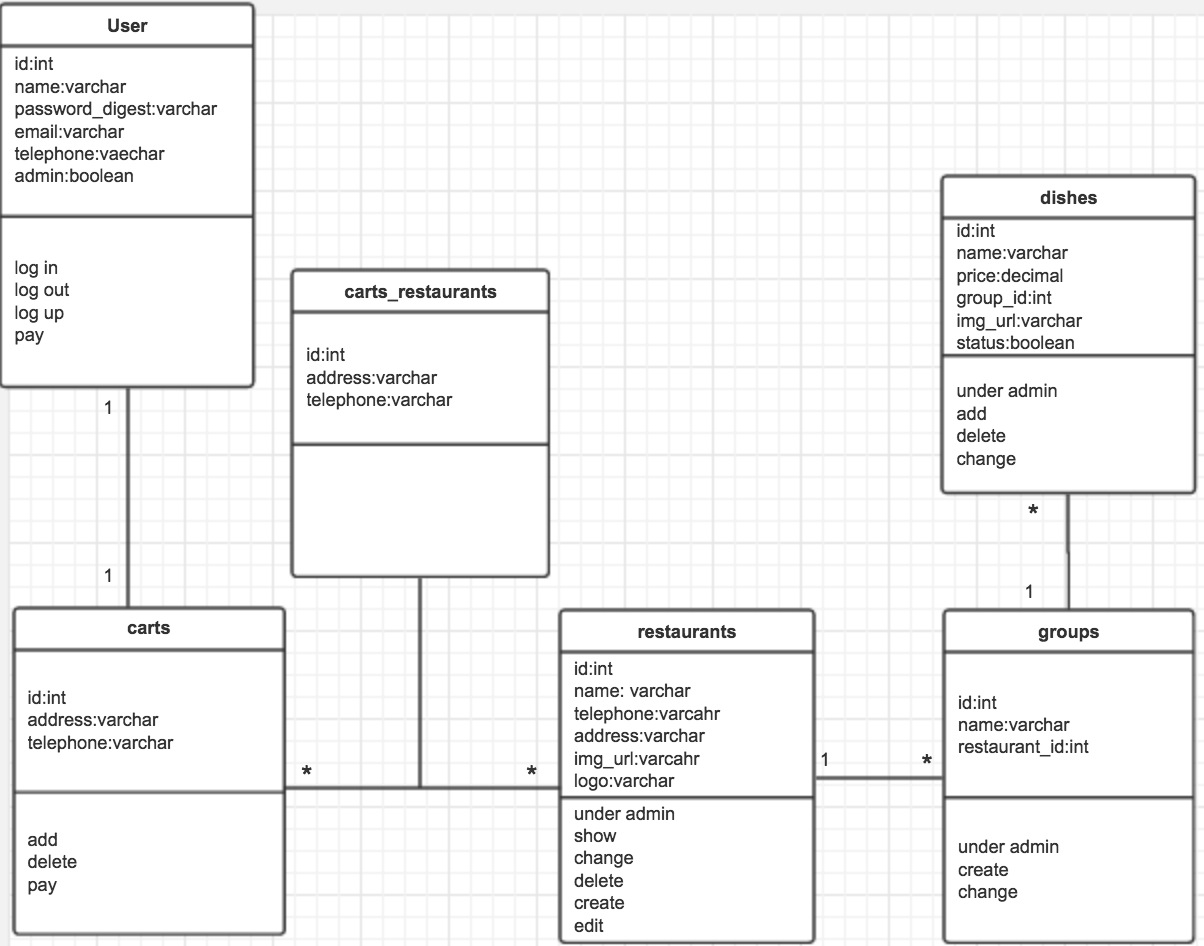 User
id:int
name:varchar
password_digest:varchar
email:varchar
telephone:vaechar
admin:boolean
log in
log out
log up
pay
1
1
carts_restaurants
id:int
address:varchar
telephone:varchar
dishes
id:int
name:varchar
price:decimal
group_id:int
img_url:varchar
status:boolean
under admin
add
delete
change
*
1
carts
id:int
address:varchar
telephone:varchar
add
delete
pay
*
*
restaurants
id:int
name: varchar
telephone:varcahr
address:varchar
img_url:varcahr
logo:varchar
under admin
show
change
delete
create
edit
1
*
groups
id:int
name:varchar
restaurant_id:int
under admin
create
change